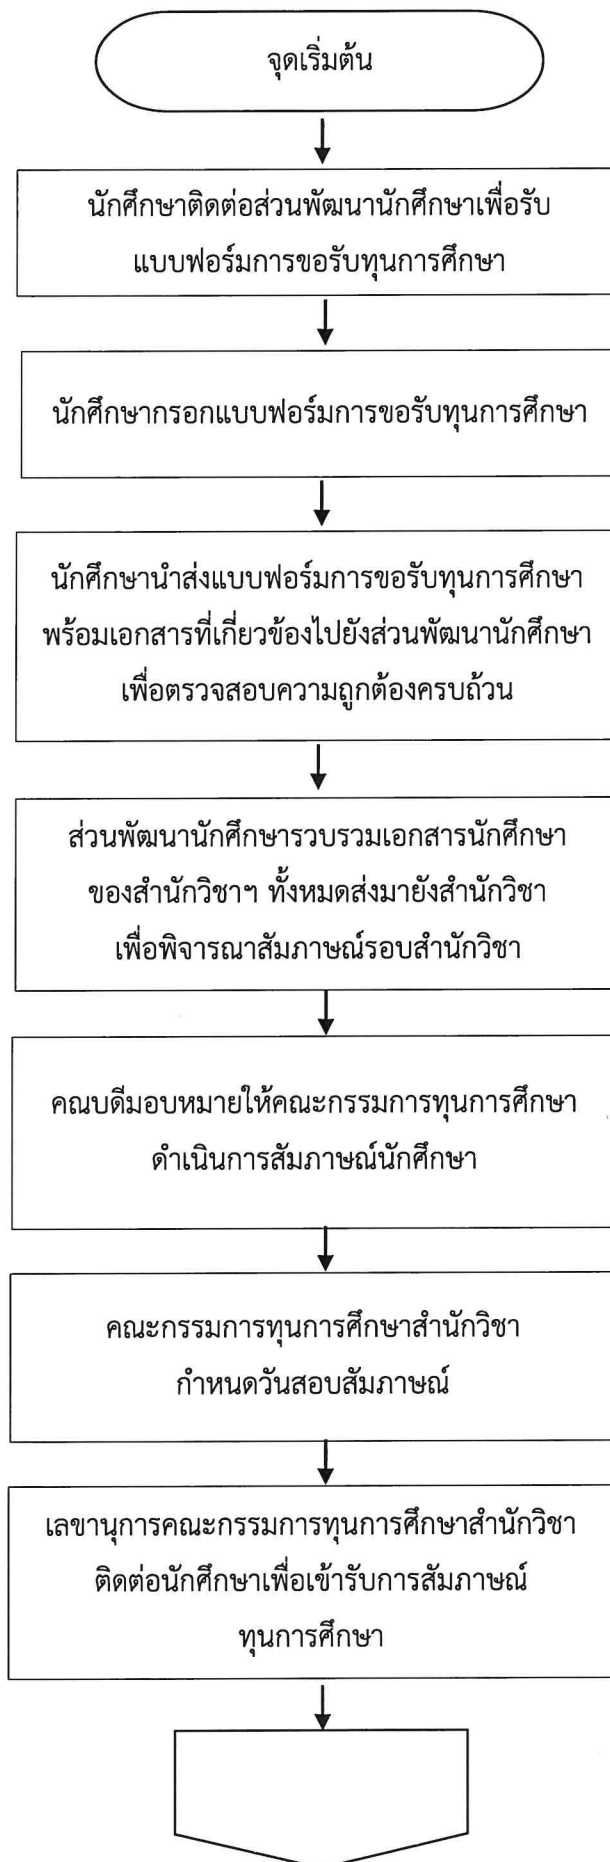 จุดเริ่มต้น
นักศึกษาติดต่อส่วนพัฒนานักศึกษาเพื่อรับ
แบบฟอร์มการขอรับทุนการศึกษา
นักศึกษากรอกแบบฟอร์มการขอรับทุนการศึกษา
นักศึกษานำส่งแบบฟอร์มการขอรับทุนการศึกษา
พร้อมเอกสารที่เกี่ยวข้องไปยังส่วนพัฒนานักศึกษา
เพื่อตรวจสอบความถูกต้องครบถ้วน
ส่วนพัฒนานักศึกษารวบรวมเอกสารนักศึกษา
ของสำนักวิชาฯ ทั้งหมดส่งมายังสำนักวิชา
เพื่อพิจารณาสัมภาษณ์รอบสำนักวิชา
คณบดีมอบหมายให้คณะกรรมการทุนการศึกษา
ดำเนินการสัมภาษณ์นักศึกษา
คณะกรรมการทุนการศึกษาสำนักวิชา
กำหนดวันสอบสัมภาษณ์
เลขานุการคณะกรรมการทุนการศึกษาสำนักวิชา
ติดต่อนักศึกษาเพื่อเข้ารับการสัมภาษณ์
ทุนการศึกษา